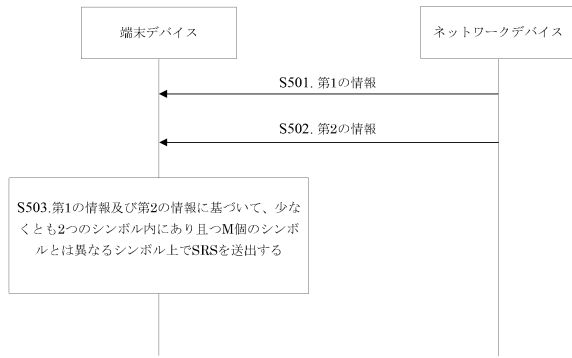 端末デバイス
ネットワークデバイス
S501. 第1の情報
S502. 第2の情報
S503.第1の情報及び第2の情報に基づいて、少な
くとも2つのシンボル内にあり且つM個のシンボ
ルとは異なるシンボル上でSRSを送出する